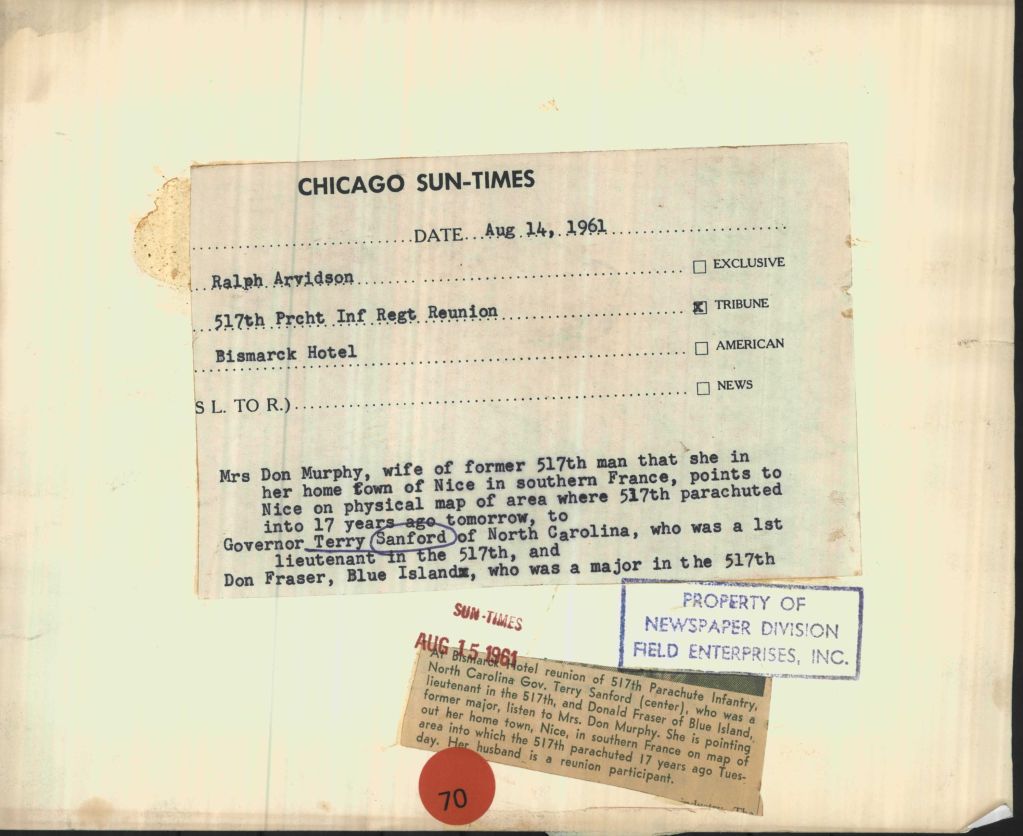 CHICAGO SUN-TIMES
DATE Aug 14, 1961
Ralph Arvidson
EXCLUSIVE
517th Prcht Inf Regt Reunion
x TRIBUNE
Bismarck Hotel
AMERICAN
NEWS
S L. TO R.)
Mrs Don Murphy, wife of former 517th man that she in
her home town of Nice in southern France, points to
Nice on physical map of area where 517th parachuted
into 17 years ago tomorrow, to
Governor Terry Sanford of North Carolina, who was a 1st
lieutenant in the 517th, and
Don Fraser, Blue Islandx, who was a major in the 517th
PROPERTY OF
NEWSPAPER DIVISION
FIELD ENTERPRISES, INC.
SUN-TIMES
AUG 15 1961
At Bismarck Hotel reunion of 517th Parachute Infantry,
North Carolina Gov. Terry Sanford (center), who was a
lieutenant in the 517th, and Donald Fraser of Blue Island,
former major, listen to Mrs. Don Murphy. She is pointing
out her home town, Nice, in southern France on map of
area into which the 517th parachuted 17 years ago Tues-
day. Her husband is a reunion participant.
70